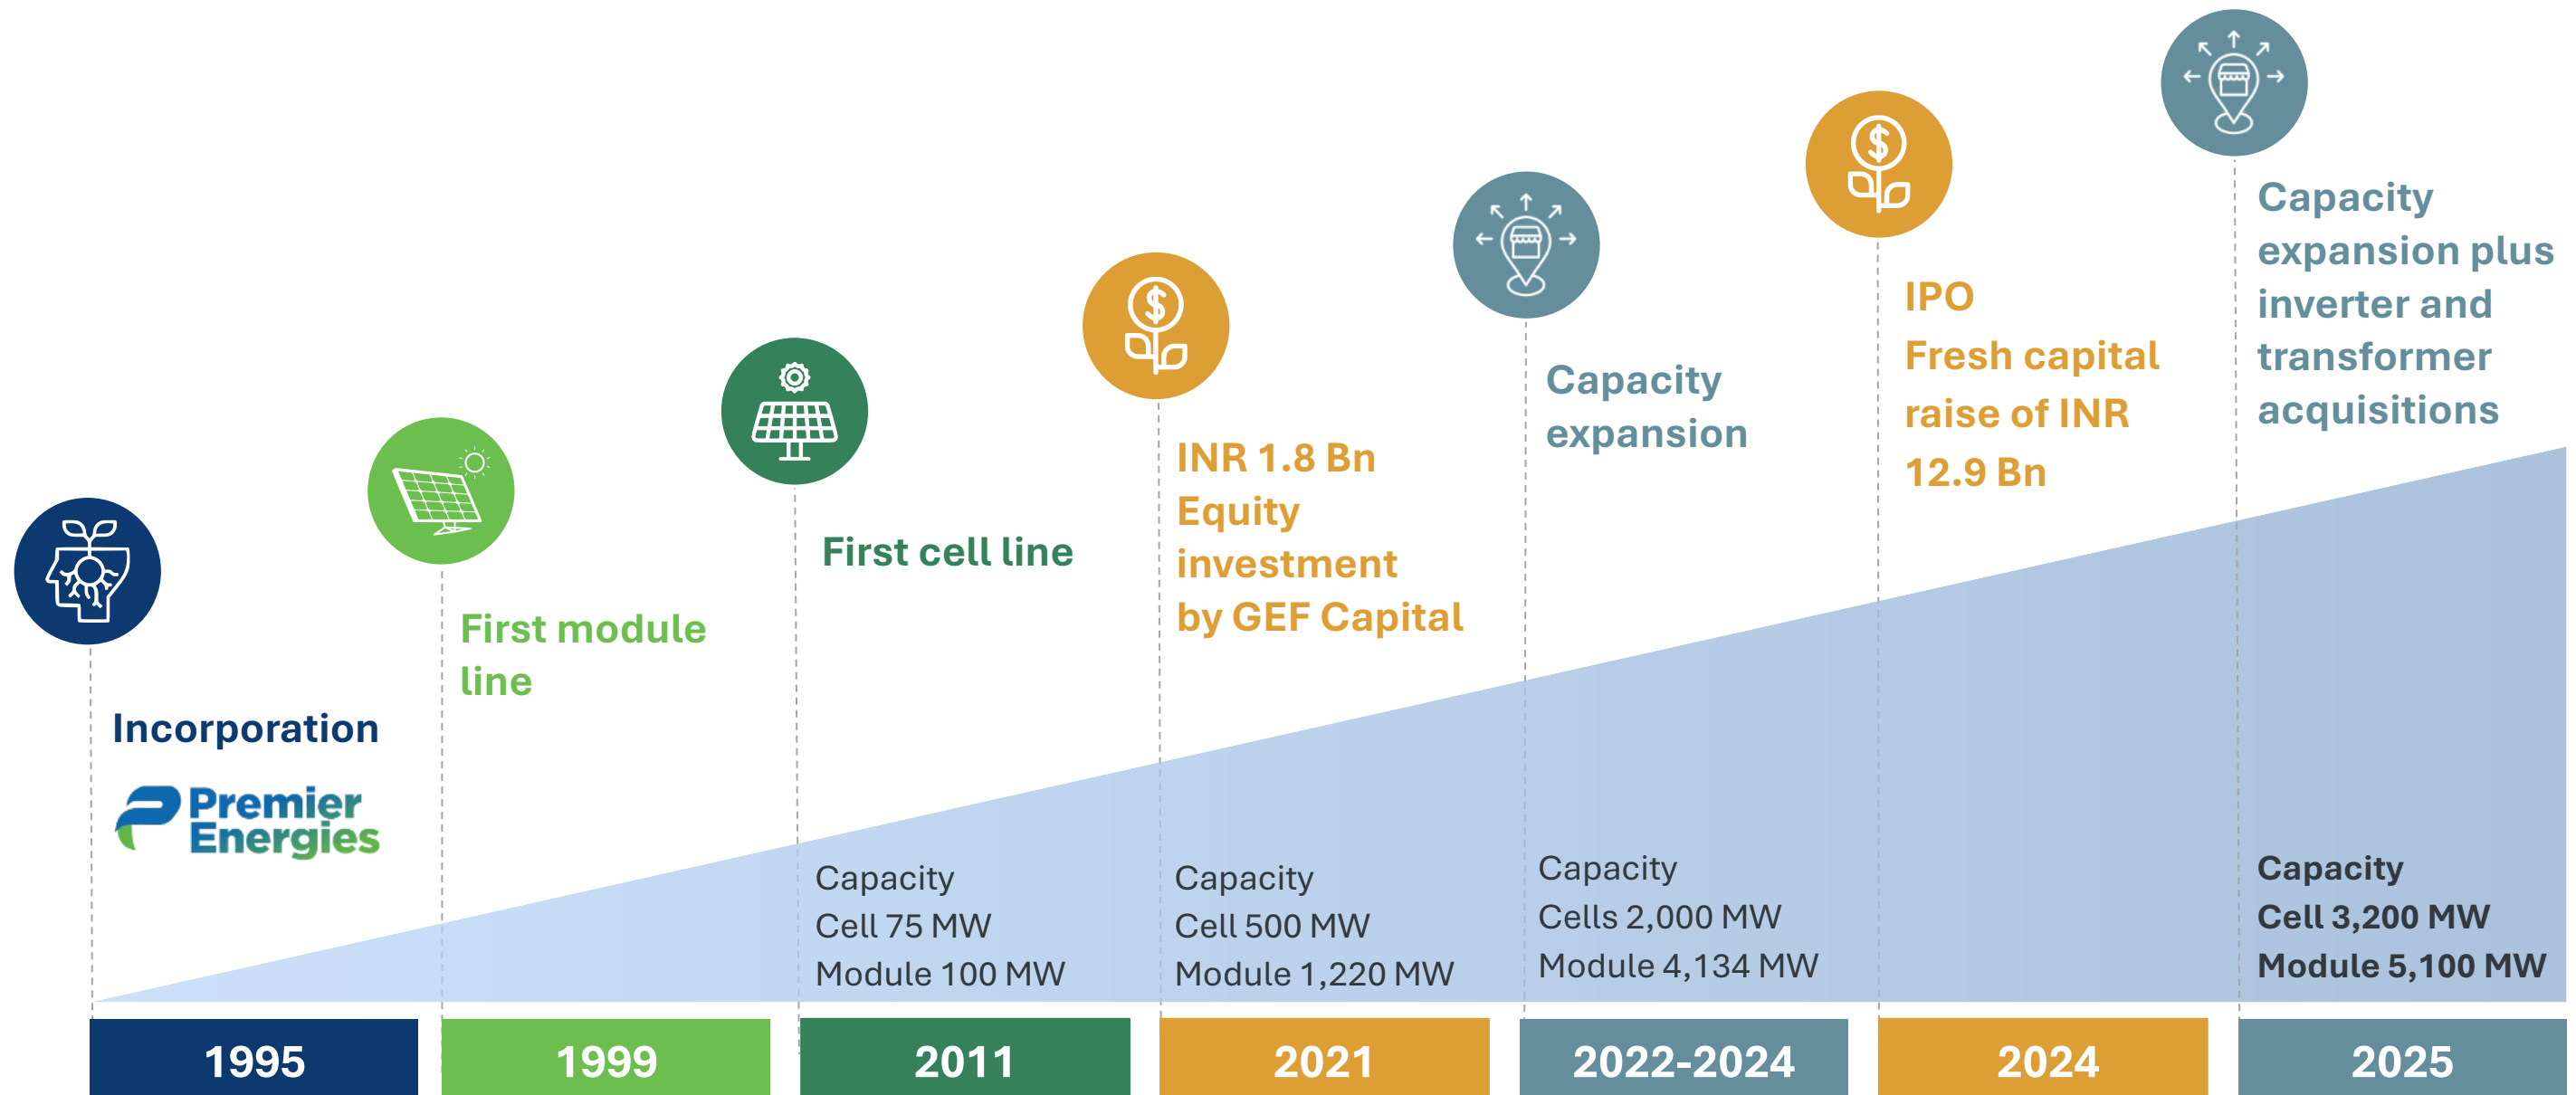 Incorporation
Premier
Energies
1995
First module
line
1999
First cell line
Capacity
Cell 75 MW
Module 100 MW
2011
INR 1.8 Bn
Equity
investment
by GEF Capital
Capacity
Cell 500 MW
Module 1,220 MW
2021
Capacity
expansion
Capacity
Cells 2,000 MW
Module 4,134 MW
2022-2024
IPO
Fresh capital
raise of INR
12.9 Bn
2024
Capacity
expansion plus
inverter and
transformer
acquisitions
Capacity
Cell 3,200 MW
Module 5,100 MW
2025